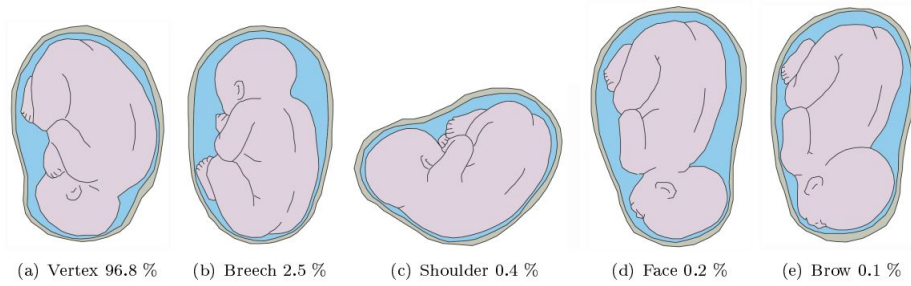 (a) Vertex 96.8 %
(b) Breech 2.5 %
(c) Shoulder 0.4 %
(d) Face 0.2 %
(e) Brow 0.1 %